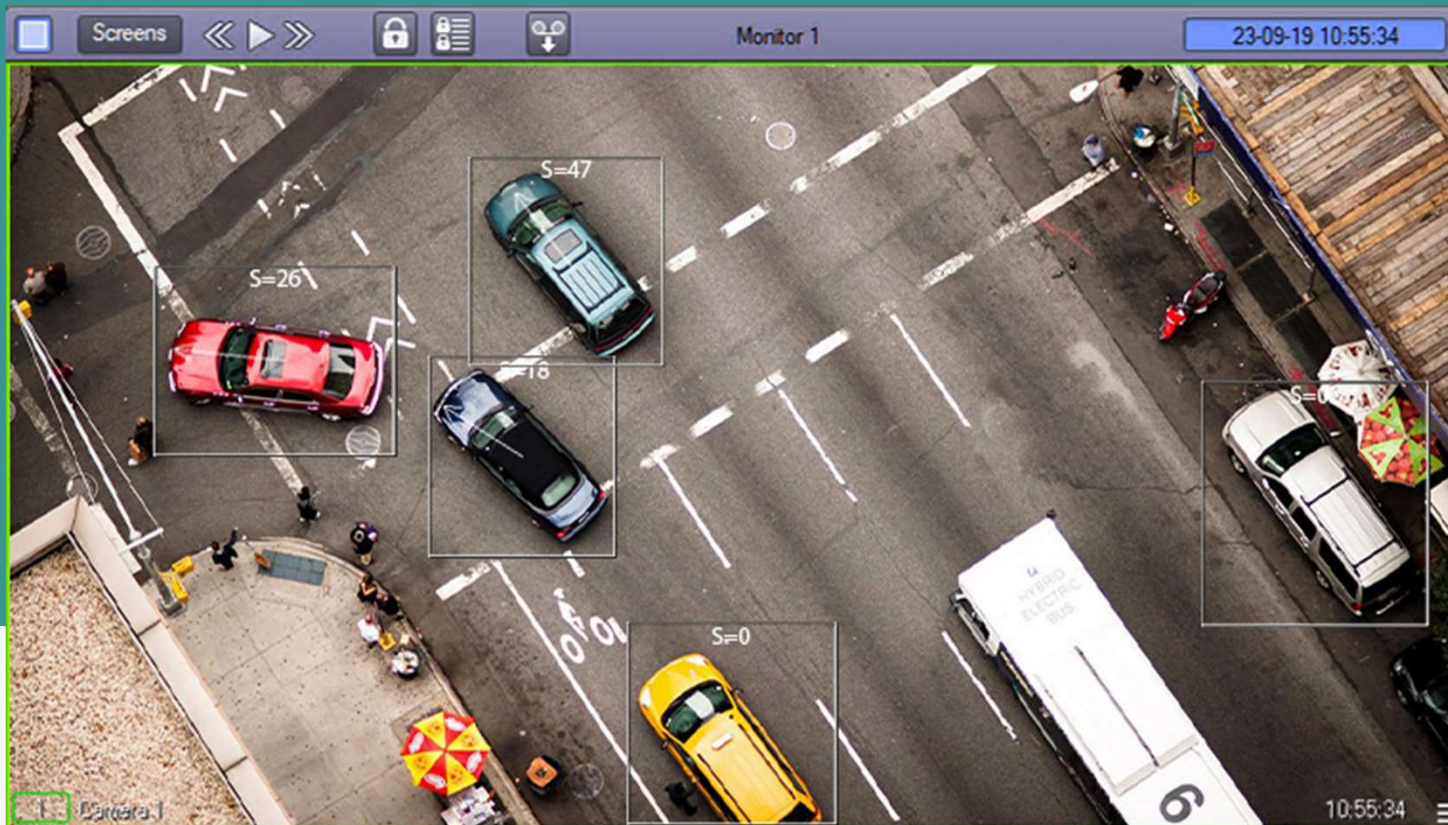 Screens
Monitor 1
23-09-19 10:55:34
S=47
S=26
S=18
S=0
S=0
HYBRID
ELECTRIC
BUS
6
1 Camera 1
10:55:34